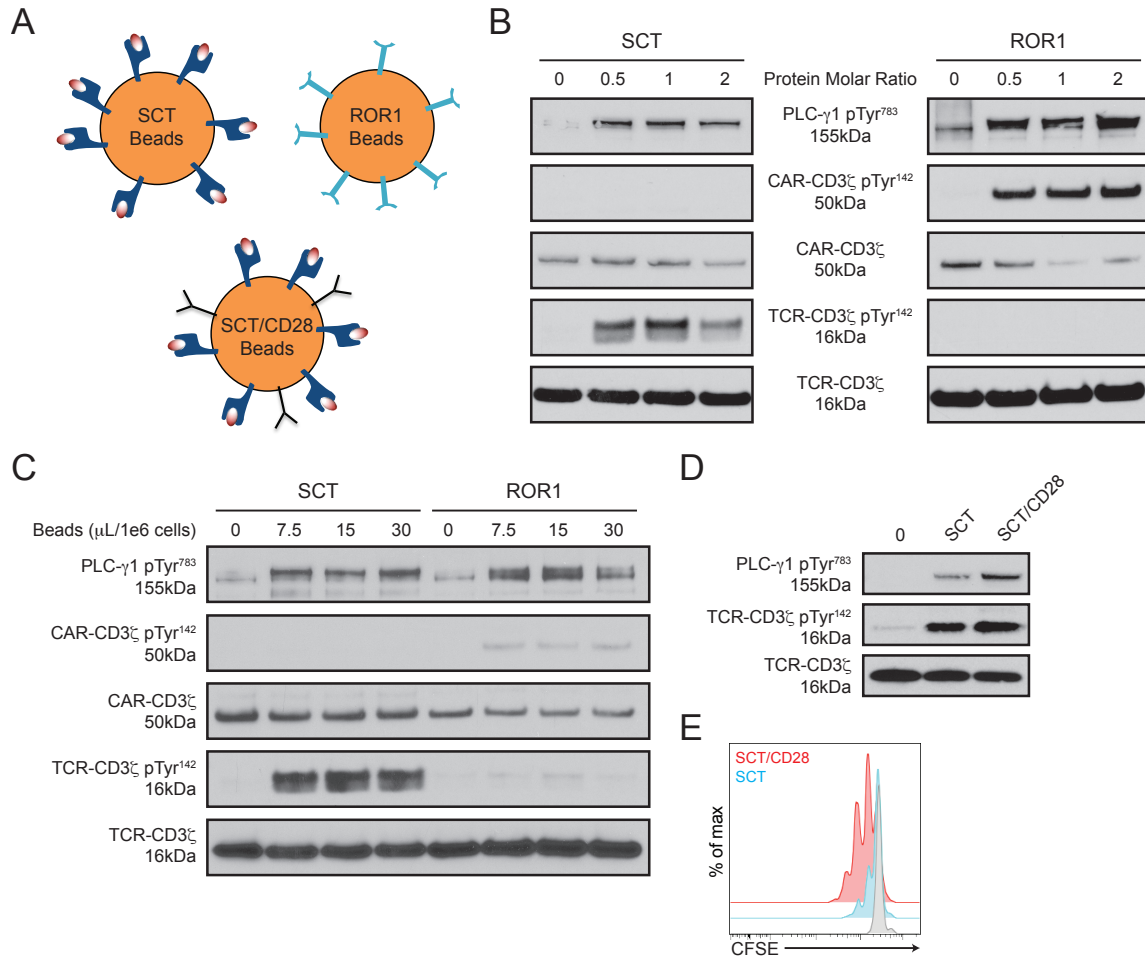 A
SCT
Beads
ROR1
Beads
SCT/CD28
Beads
B
SCT
ROR1
0 0.5 1 2 Protein Molar Ratio 0 0.5 1 2
PLC-γ1 pTyr⁷⁸³
155kDa
CAR-CD3ζ pTyr¹⁴²
50kDa
CAR-CD3ζ
50kDa
TCR-CD3ζ pTyr¹⁴²
16kDa
TCR-CD3ζ
16kDa
C
SCT
ROR1
Beads (μL/1e6 cells) 0 7.5 15 30 0 7.5 15 30
PLC-γ1 pTyr⁷⁸³
155kDa
CAR-CD3ζ pTyr¹⁴²
50kDa
CAR-CD3ζ
50kDa
TCR-CD3ζ pTyr¹⁴²
16kDa
TCR-CD3ζ
16kDa
D
0 SCT SCT/CD28
PLC-γ1 pTyr⁷⁸³
155kDa
TCR-CD3ζ pTyr¹⁴²
16kDa
TCR-CD3ζ
16kDa
E
SCT/CD28
SCT
% of max
CFSE